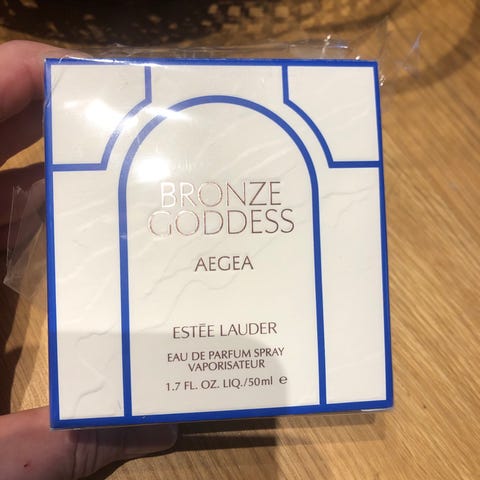 BRONZE
GODDESS
AEGEA
ESTĒE LAUDER
EAU DE PARFUM SPRAY
VAPORISATEUR
1.7 FL. OZ. LIQ./50ml ℮